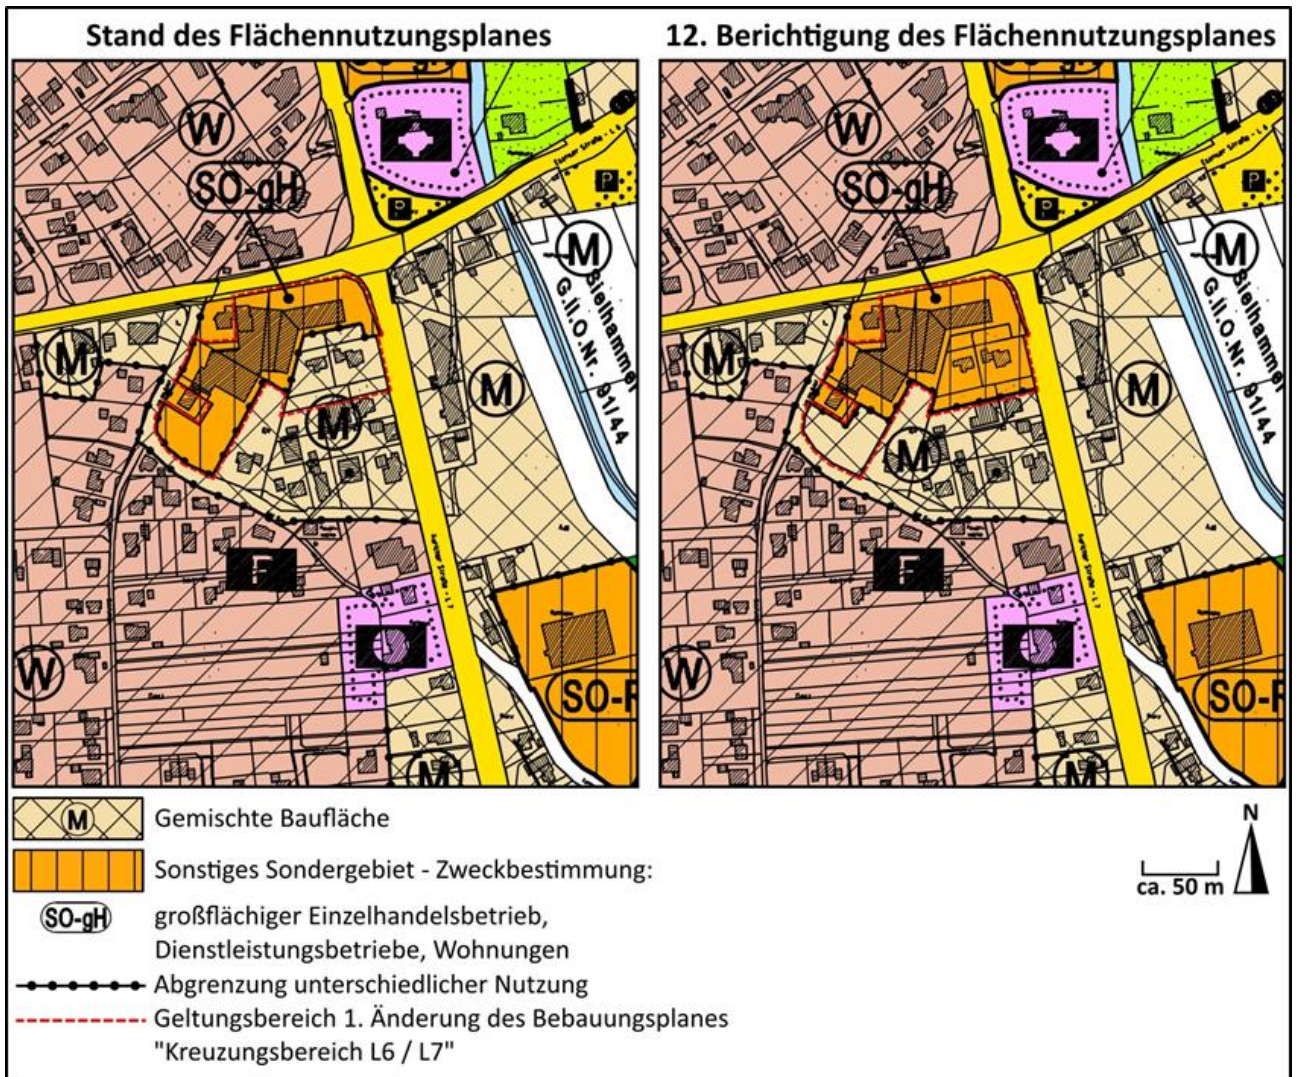 Stand des Flächennutzungsplanes
12. Berichtigung des Flächennutzungsplanes
W
SO-gH
P
P
M
Sielhammer
G.II.O.Nr. 91/44
M
M
M
F
W
SO-F
M
W
SO-gH
P
P
M
Sielhammer
G.II.O.Nr. 91/44
M
M
M
F
W
SO-F
M
M
Gemischte Baufläche
Sonstiges Sondergebiet - Zweckbestimmung:
SO-gH
großflächiger Einzelhandelsbetrieb,
Dienstleistungsbetriebe, Wohnungen
Abgrenzung unterschiedlicher Nutzung
Geltungsbereich 1. Änderung des Bebauungsplanes
"Kreuzungsbereich L6 / L7"
N
ca. 50 m